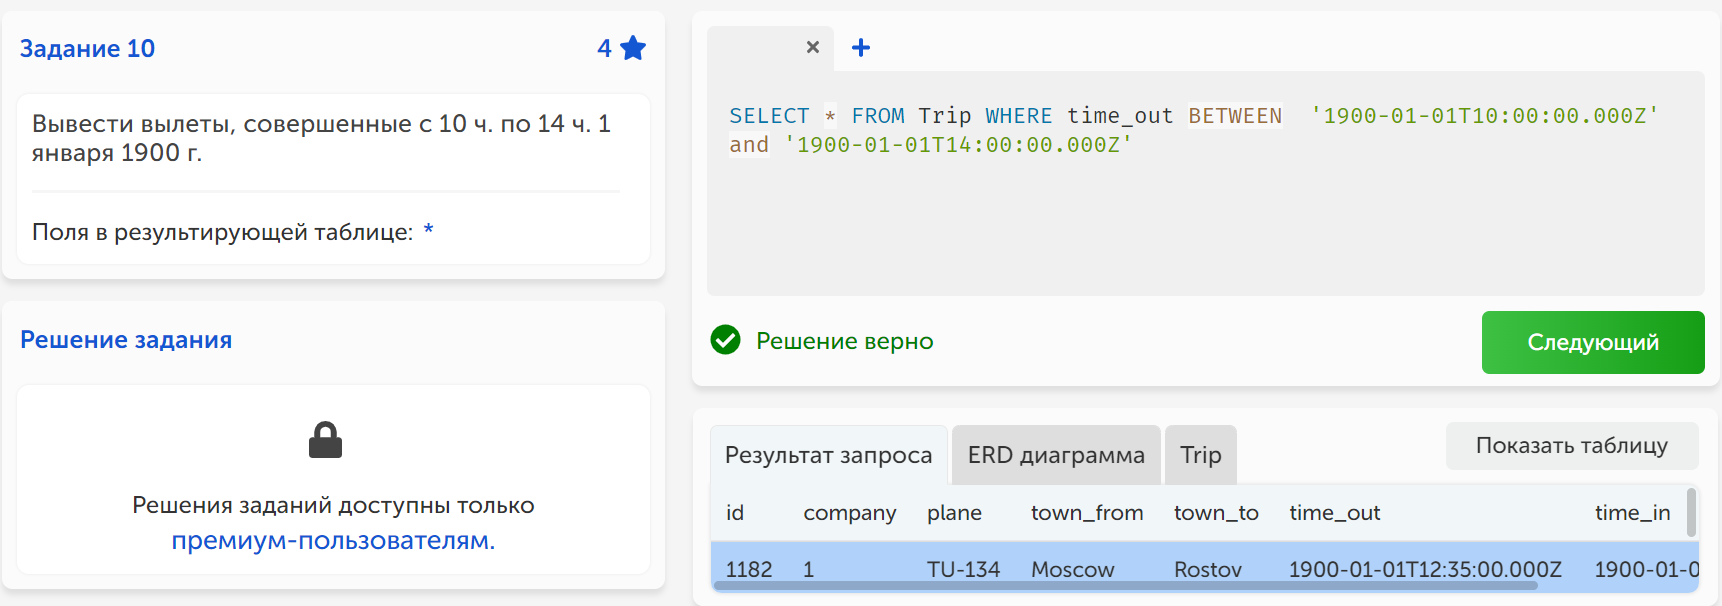 Задание 10
4
Вывести вылеты, совершенные с 10 ч. по 14 ч. 1
января 1900 г.
Поля в результирующей таблице: *
Решение задания
Решения заданий доступны только
премиум-пользователям.
SELECT * FROM Trip WHERE time_out BETWEEN  '1900-01-01T10:00:00.000Z'
and '1900-01-01T14:00:00.000Z'
Решение верно
Следующий
Результат запроса
ERD диаграмма
Trip
Показать таблицу
id company plane town_from town_to time_out time_in
1182 1 TU-134 Moscow Rostov 1900-01-01T12:35:00.000Z 1900-01-0